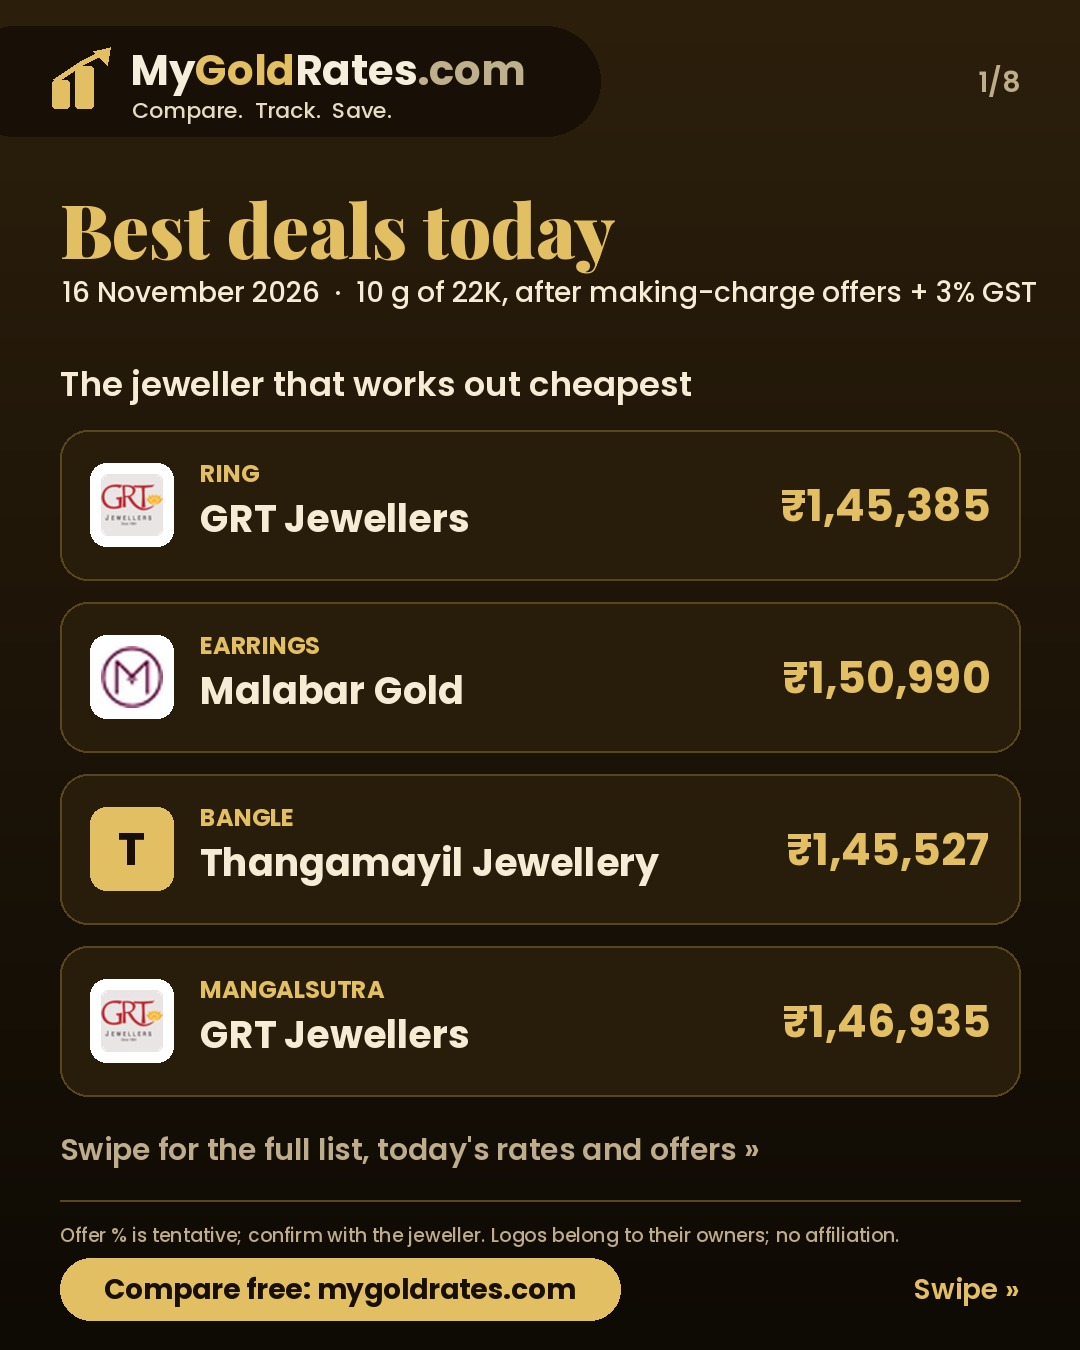 MyGoldRates.com
Compare. Track. Save.
1/8
Best deals today
16 November 2026 · 10 g of 22K, after making-charge offers + 3% GST
The jeweller that works out cheapest
GRT
JEWELLERS
RING
GRT Jewellers
₹1,45,385
M
EARRINGS
Malabar Gold
₹1,50,990
T
BANGLE
Thangamayil Jewellery
₹1,45,527
GRT
JEWELLERS
MANGALSUTRA
GRT Jewellers
₹1,46,935
Swipe for the full list, today's rates and offers »
Offer % is tentative; confirm with the jeweller. Logos belong to their owners; no affiliation.
Compare free: mygoldrates.com
Swipe »